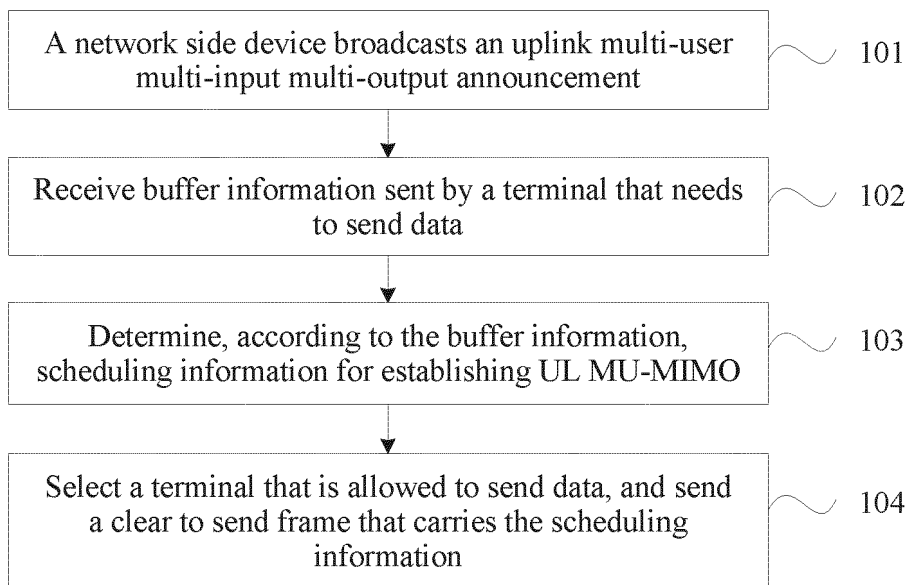 A network side device broadcasts an uplink multi-user
multi-input multi-output announcement
101
Receive buffer information sent by a terminal that needs
to send data
102
Determine, according to the buffer information,
scheduling information for establishing UL MU-MIMO
103
Select a terminal that is allowed to send data, and send
a clear to send frame that carries the scheduling
information
104